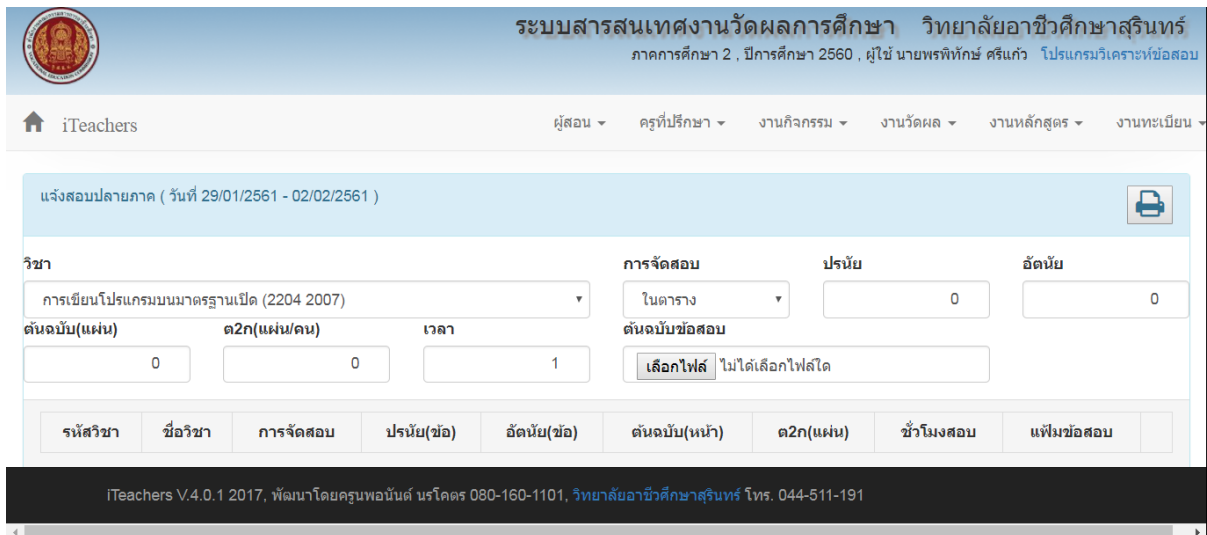 ระบบสารสนเทศงานวัดผลการศึกษา วิทยาลัยอาชีวศึกษาสุรินทร์
ภาคการศึกษา 2 , ปีการศึกษา 2560 , ผู้ใช้ นายพรพิทักษ์ ศรีแก้ว โปรแกรมวิเคราะห์ข้อสอบ
iTeachers ผู้สอน ครูที่ปรึกษา งานกิจกรรม งานวัดผล งานหลักสูตร งานทะเบียน
แจ้งสอบปลายภาค ( วันที่ 29/01/2561 - 02/02/2561 )
วิชา การจัดสอบ ปรนัย อัตนัย
การเขียนโปรแกรมบนมาตรฐานเปิด (2204 2007) ในตาราง 0 0
ต้นฉบับ(แผ่น) ต2ก(แผ่น/คน) เวลา ต้นฉบับข้อสอบ
0 0 1 เลือกไฟล์ ไม่ได้เลือกไฟล์ใด
รหัสวิชา ชื่อวิชา การจัดสอบ ปรนัย(ข้อ) อัตนัย(ข้อ) ต้นฉบับ(หน้า) ต2ก(แผ่น) ชั่วโมงสอบ แฟ้มข้อสอบ
iTeachers V.4.0.1 2017, พัฒนาโดยครูนพอนันต์ นรโคตร 080-160-1101, วิทยาลัยอาชีวศึกษาสุรินทร์ โทร. 044-511-191